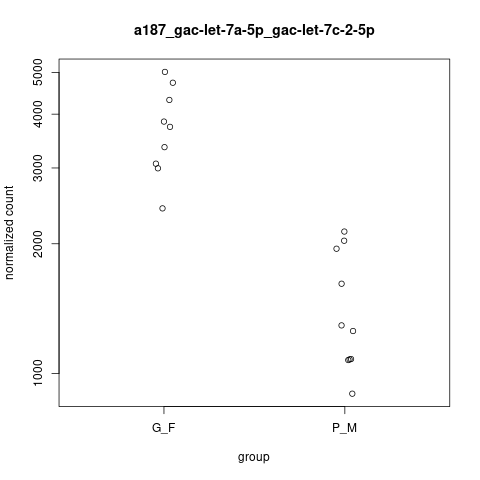 a187_gac-let-7a-5p_gac-let-7c-2-5p
5000
4000
3000
2000
1000
normalized count
G_F P_M
group